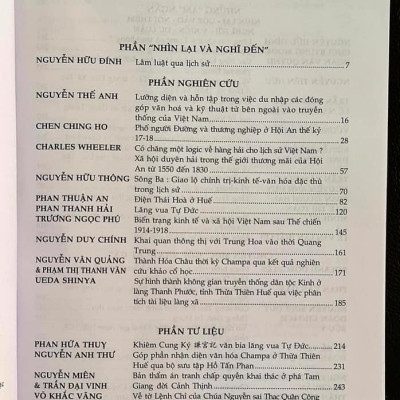 PHẦN "NHÌN LẠI VÀ NGHĨ ĐẾN"
NGUYỄN HỮU ĐÍNH Lâm luật qua lịch sử 7
PHẦN NGHIÊN CỨU
NGUYỄN THẾ ANH Lưỡng diện và hỗn tạp trong việc du nhập các đóng
góp văn hoá và kỹ thuật từ bên ngoài vào truyền
thống của Việt Nam 16
CHEN CHING HO Phố người Đường và thương nghiệp ở Hội An thế kỷ
17-18 28
CHARLES WHEELER Có chăng một logic về hàng hải cho lịch sử Việt Nam ?
Xã hội duyên hải trong thế giới thương mãi của Hội
An từ 1550 đến 1830 57
NGUYỄN HỮU THÔNG Sông Ba : Giao lộ chính trị-kinh tế-văn hóa đặc thù
trong lịch sử 70
PHAN THUẬN AN Điện Thái Hoà ở Huế 82
PHAN THANH HẢI Lăng vua Tự Đức 120
TRƯƠNG NGỌC PHÚ Biến trạng kinh tế và xã hội Việt Nam sau Thế chiến
1914-1918 145
NGUYỄN DUY CHÍNH Khai quan thông thị với Trung Hoa vào thời Quang
Trung 161
NGUYỄN VĂN QUẢNG Thành Hóa Châu thời kỳ Champa qua kết quả nghiên
& PHẠM THỊ THANH VÂN cứu khảo cổ học 171
UEDA SHINYA Sự hình thành không gian truyền thống dân tộc Kinh ở
làng Thanh Phước, tỉnh Thừa Thiên Huế qua việc phân
tích tài liệu làng xã 185
PHẦN TƯ LIỆU
PHAN HỨA THUỴ Khiêm Cung Ký 謙宮記 văn bia lăng vua Tự Đức 214
NGUYỄN ANH THƯ Góp phần nhận diện văn hóa Champa ở Thừa Thiên
Huế qua bộ sưu tập Hồ Tấn Phan 231
NGUYỄN MIÊN Bản thẩm án tranh chấp quyền khai thác ở phá Tam
& TRẦN ĐẠI VINH Giang đời Cảnh Thịnh 243
VÕ KHẮC VĂNG Về tờ Lệnh Chỉ của Chúa Nguyễn sai Thạc Quận Công